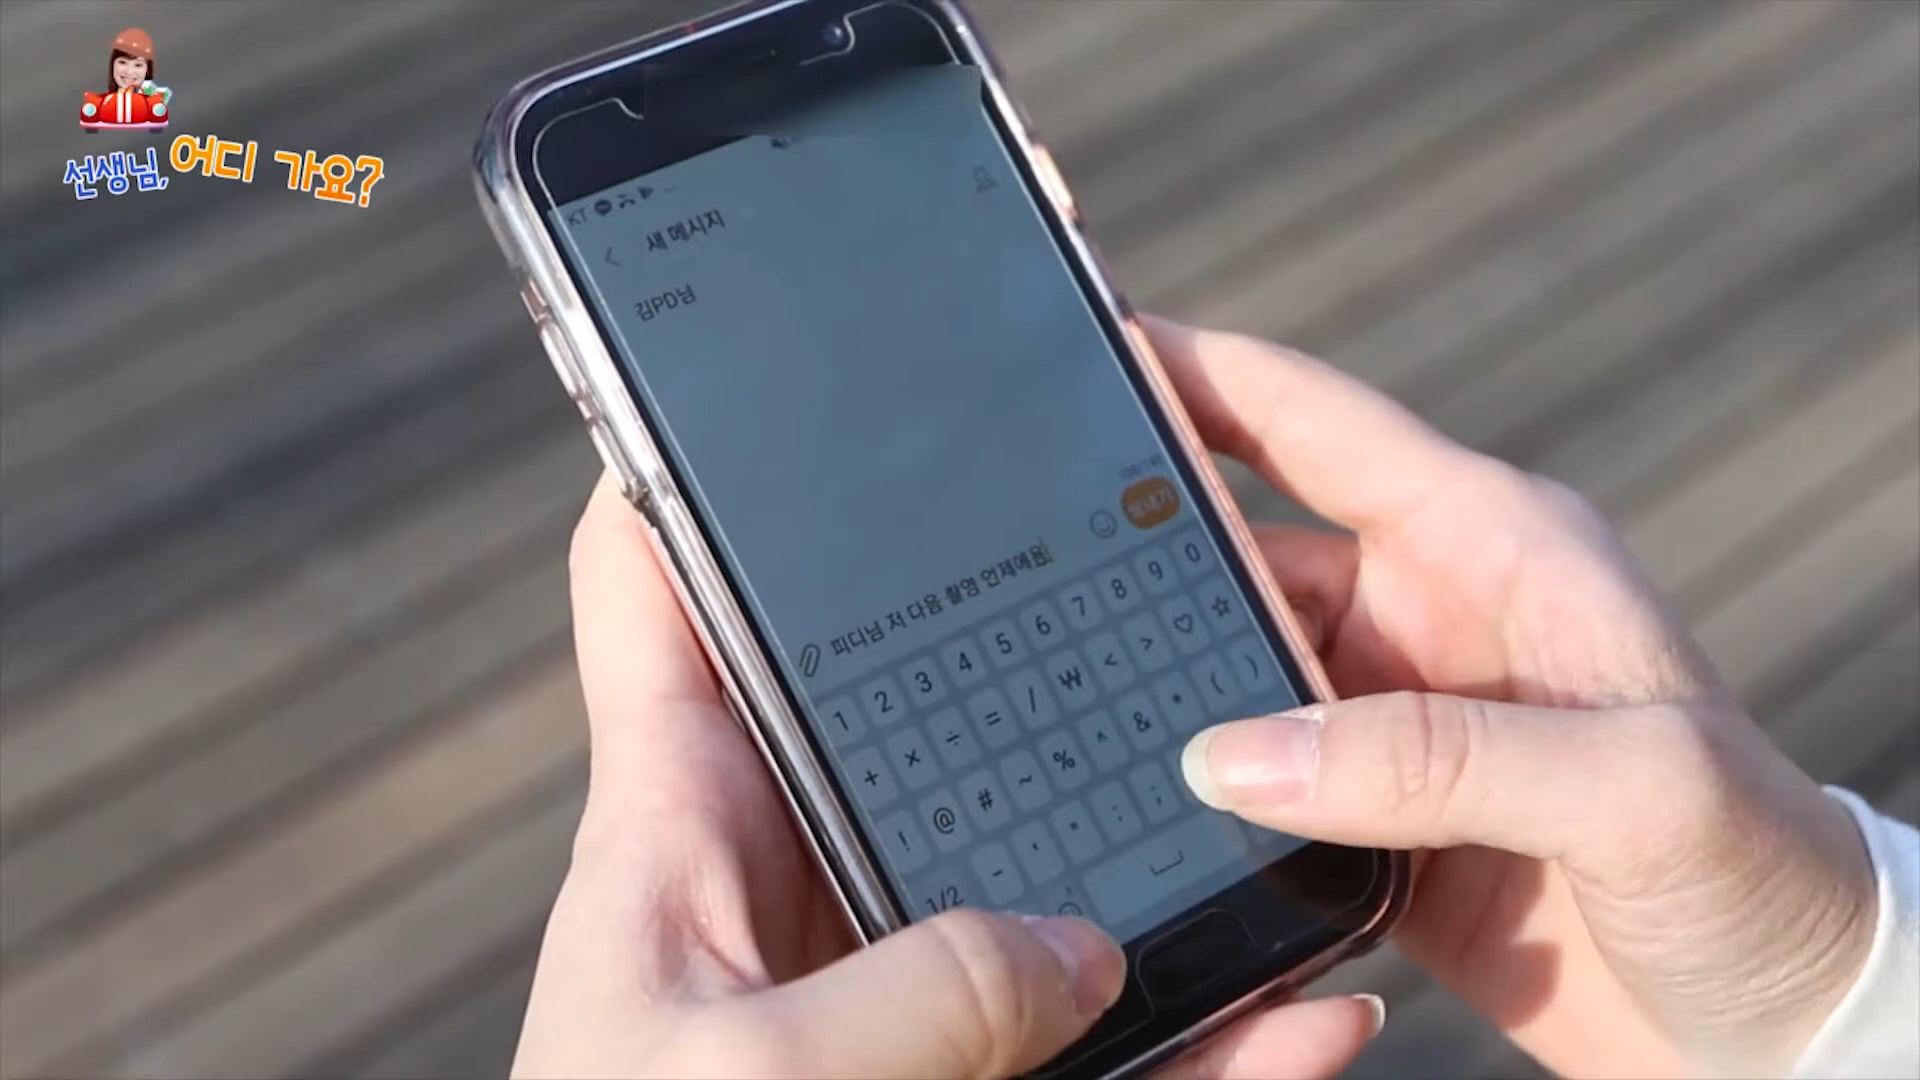 선생님, 어디 가요?
KT
새 메시지
김PD님
보내기
피디님 저 다음 촬영 언제예용
1 2 3 4 5 6 7 8 9 0
+ × ÷ = / ₩ < > ♡ ☆
! @ # ~ % ^ & * ( )
1/2 - ' " : ;